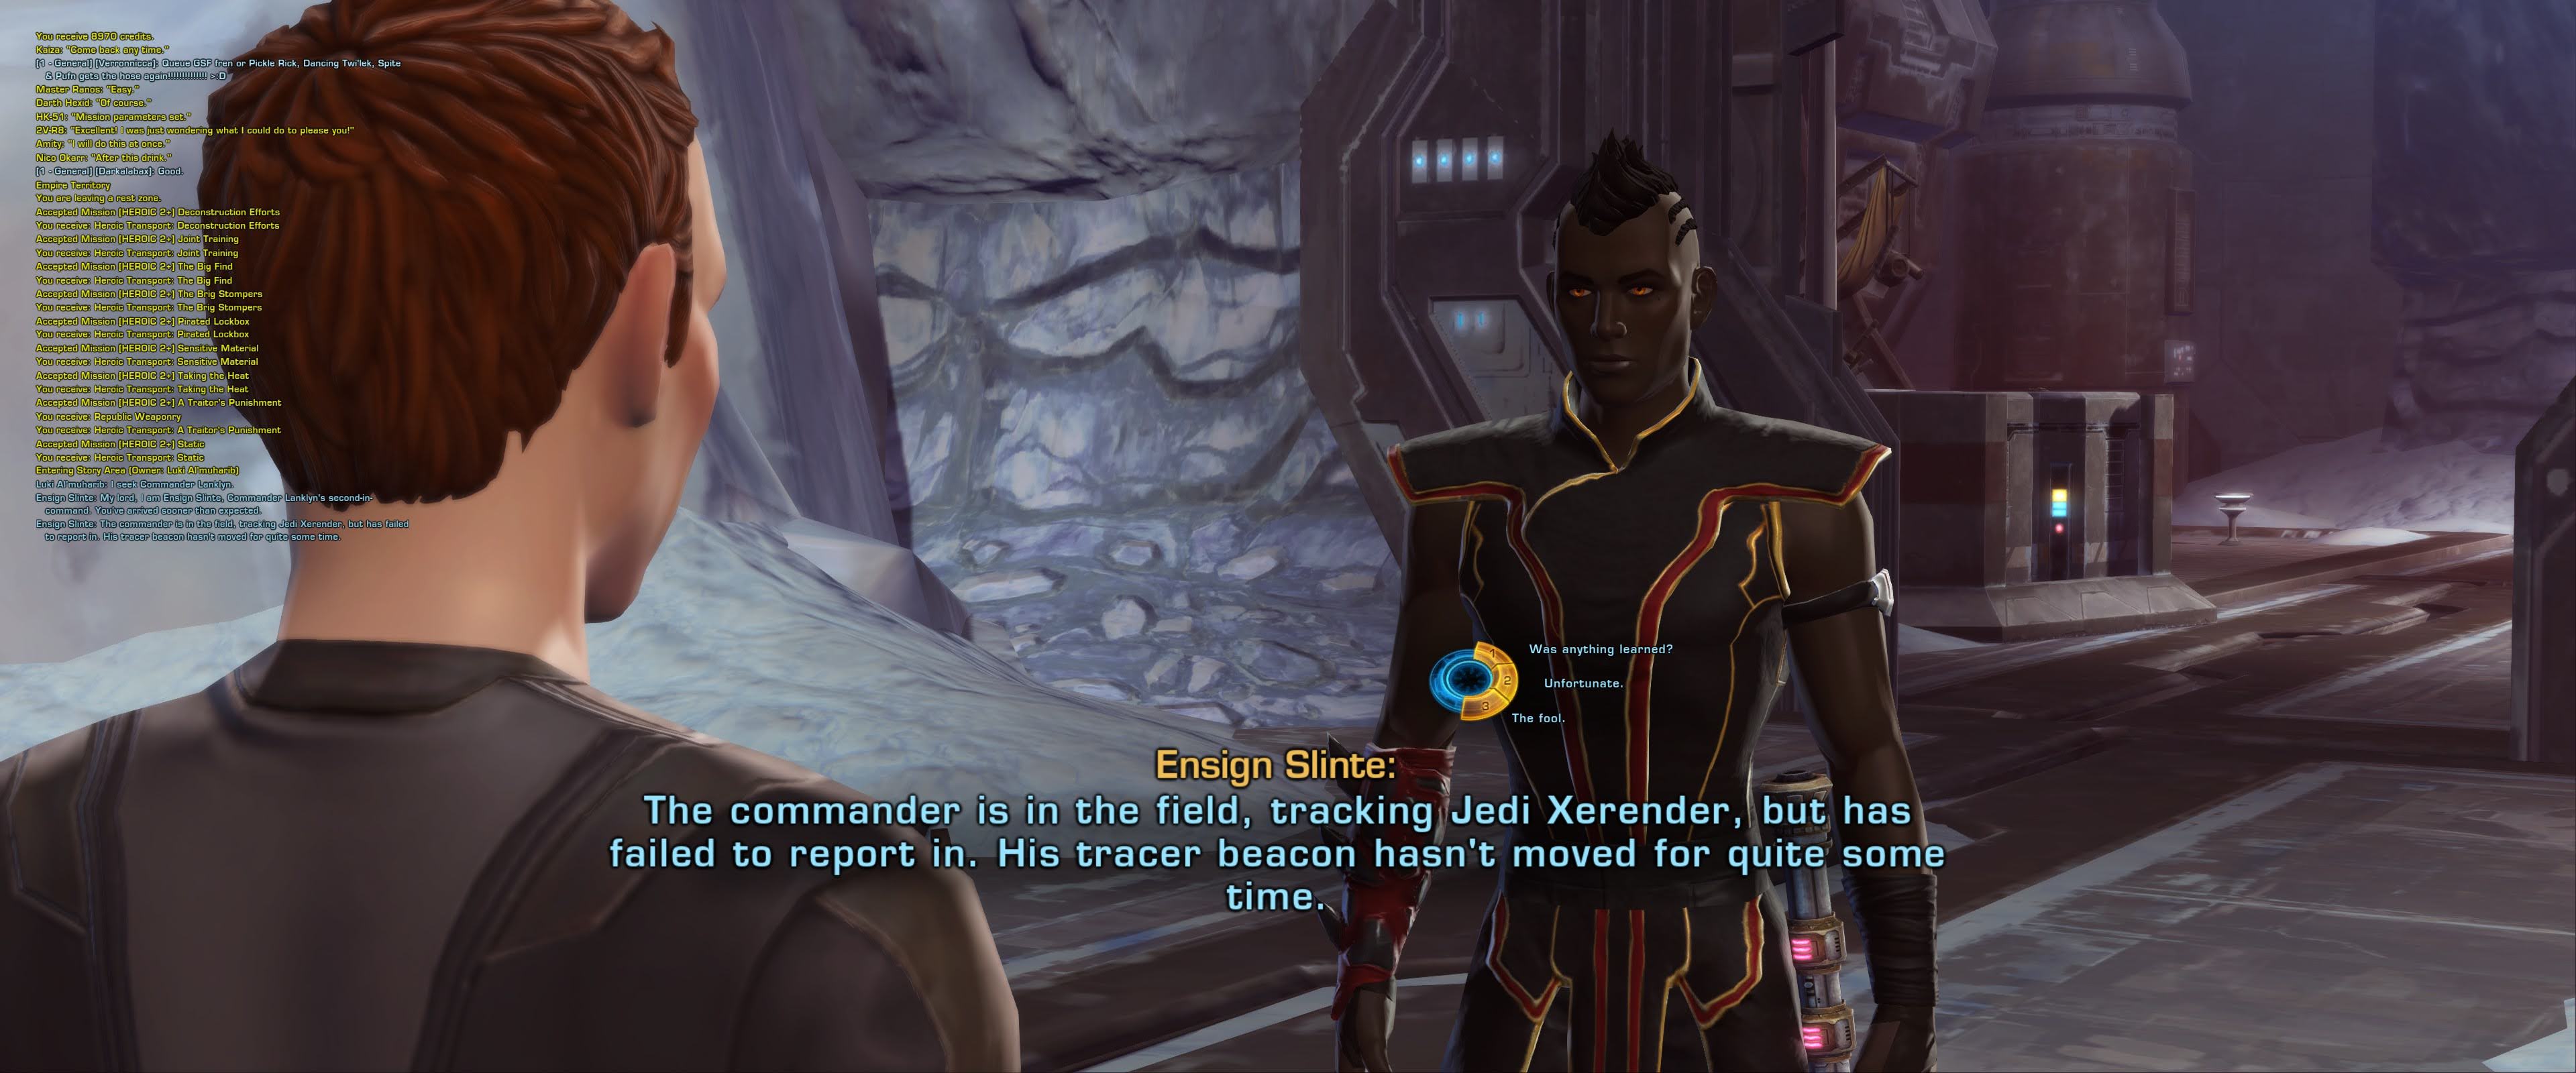 You receive 8970 credits.
Kaiza: "Come back any time."
[1 - General] [Verronnicca]: Queue GSF fren or Pickle Rick, Dancing Twi'lek, Spite
& Pufn gets the hose again!!!!!!!!!!!!!! >:D
Master Ranos: "Easy."
Darth Hexid: "Of course."
HK-51: "Mission parameters set."
2V-R8: "Excellent! I was just wondering what I could do to please you!"
Amity: "I will do this at once."
Nico Okarr: "After this drink."
[1 - General] [Darkalabax]: Good.
Empire Territory
You are leaving a rest zone.
Accepted Mission [HEROIC 2+] Deconstruction Efforts
You receive: Heroic Transport: Deconstruction Efforts
Accepted Mission [HEROIC 2+] Joint Training
You receive: Heroic Transport: Joint Training
Accepted Mission [HEROIC 2+] The Big Find
You receive: Heroic Transport: The Big Find
Accepted Mission [HEROIC 2+] The Brig Stompers
You receive: Heroic Transport: The Brig Stompers
Accepted Mission [HEROIC 2+] Pirated Lockbox
You receive: Heroic Transport: Pirated Lockbox
Accepted Mission [HEROIC 2+] Sensitive Material
You receive: Heroic Transport: Sensitive Material
Accepted Mission [HEROIC 2+] Taking the Heat
You receive: Heroic Transport: Taking the Heat
Accepted Mission [HEROIC 2+] A Traitor's Punishment
You receive: Republic Weaponry
You receive: Heroic Transport: A Traitor's Punishment
Accepted Mission [HEROIC 2+] Static
You receive: Heroic Transport: Static
Entering Story Area (Owner: Luki Al'muharib)
Luki Al'muharib: I seek Commander Lanklyn.
Ensign Slinte: My lord, I am Ensign Slinte, Commander Lanklyn's second-in-
command. You've arrived sooner than expected.
Ensign Slinte: The commander is in the field, tracking Jedi Xerender, but has failed
to report in. His tracer beacon hasn't moved for quite some time.
1 Was anything learned?
2 Unfortunate.
3 The fool.
Ensign Slinte:
The commander is in the field, tracking Jedi Xerender, but has
failed to report in. His tracer beacon hasn't moved for quite some
time.